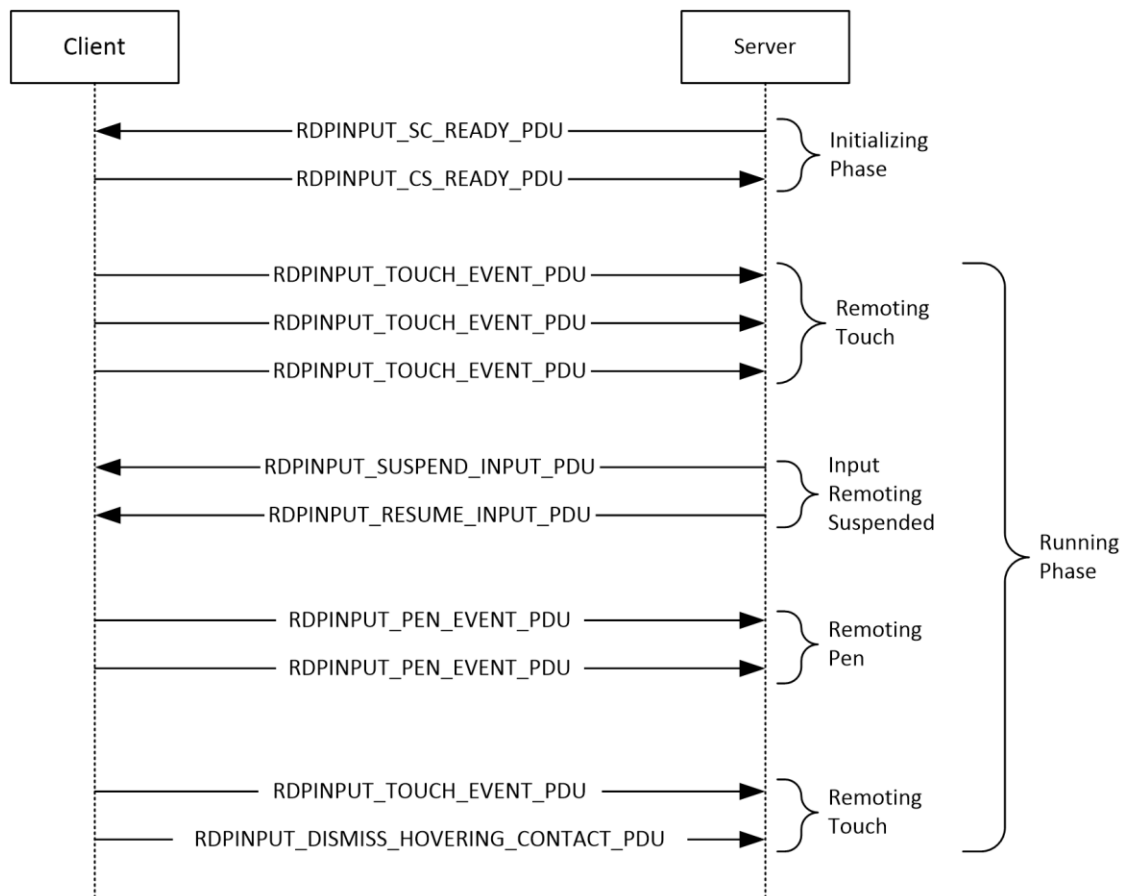 Client
Server
RDPINPUT_SC_READY_PDU
Initializing
Phase
RDPINPUT_CS_READY_PDU
RDPINPUT_TOUCH_EVENT_PDU
RDPINPUT_TOUCH_EVENT_PDU
RDPINPUT_TOUCH_EVENT_PDU
Remoting
Touch
RDPINPUT_SUSPEND_INPUT_PDU
RDPINPUT_RESUME_INPUT_PDU
Input
Remoting
Suspended
Running
Phase
RDPINPUT_PEN_EVENT_PDU
RDPINPUT_PEN_EVENT_PDU
Remoting
Pen
RDPINPUT_TOUCH_EVENT_PDU
RDPINPUT_DISMISS_HOVERING_CONTACT_PDU
Remoting
Touch